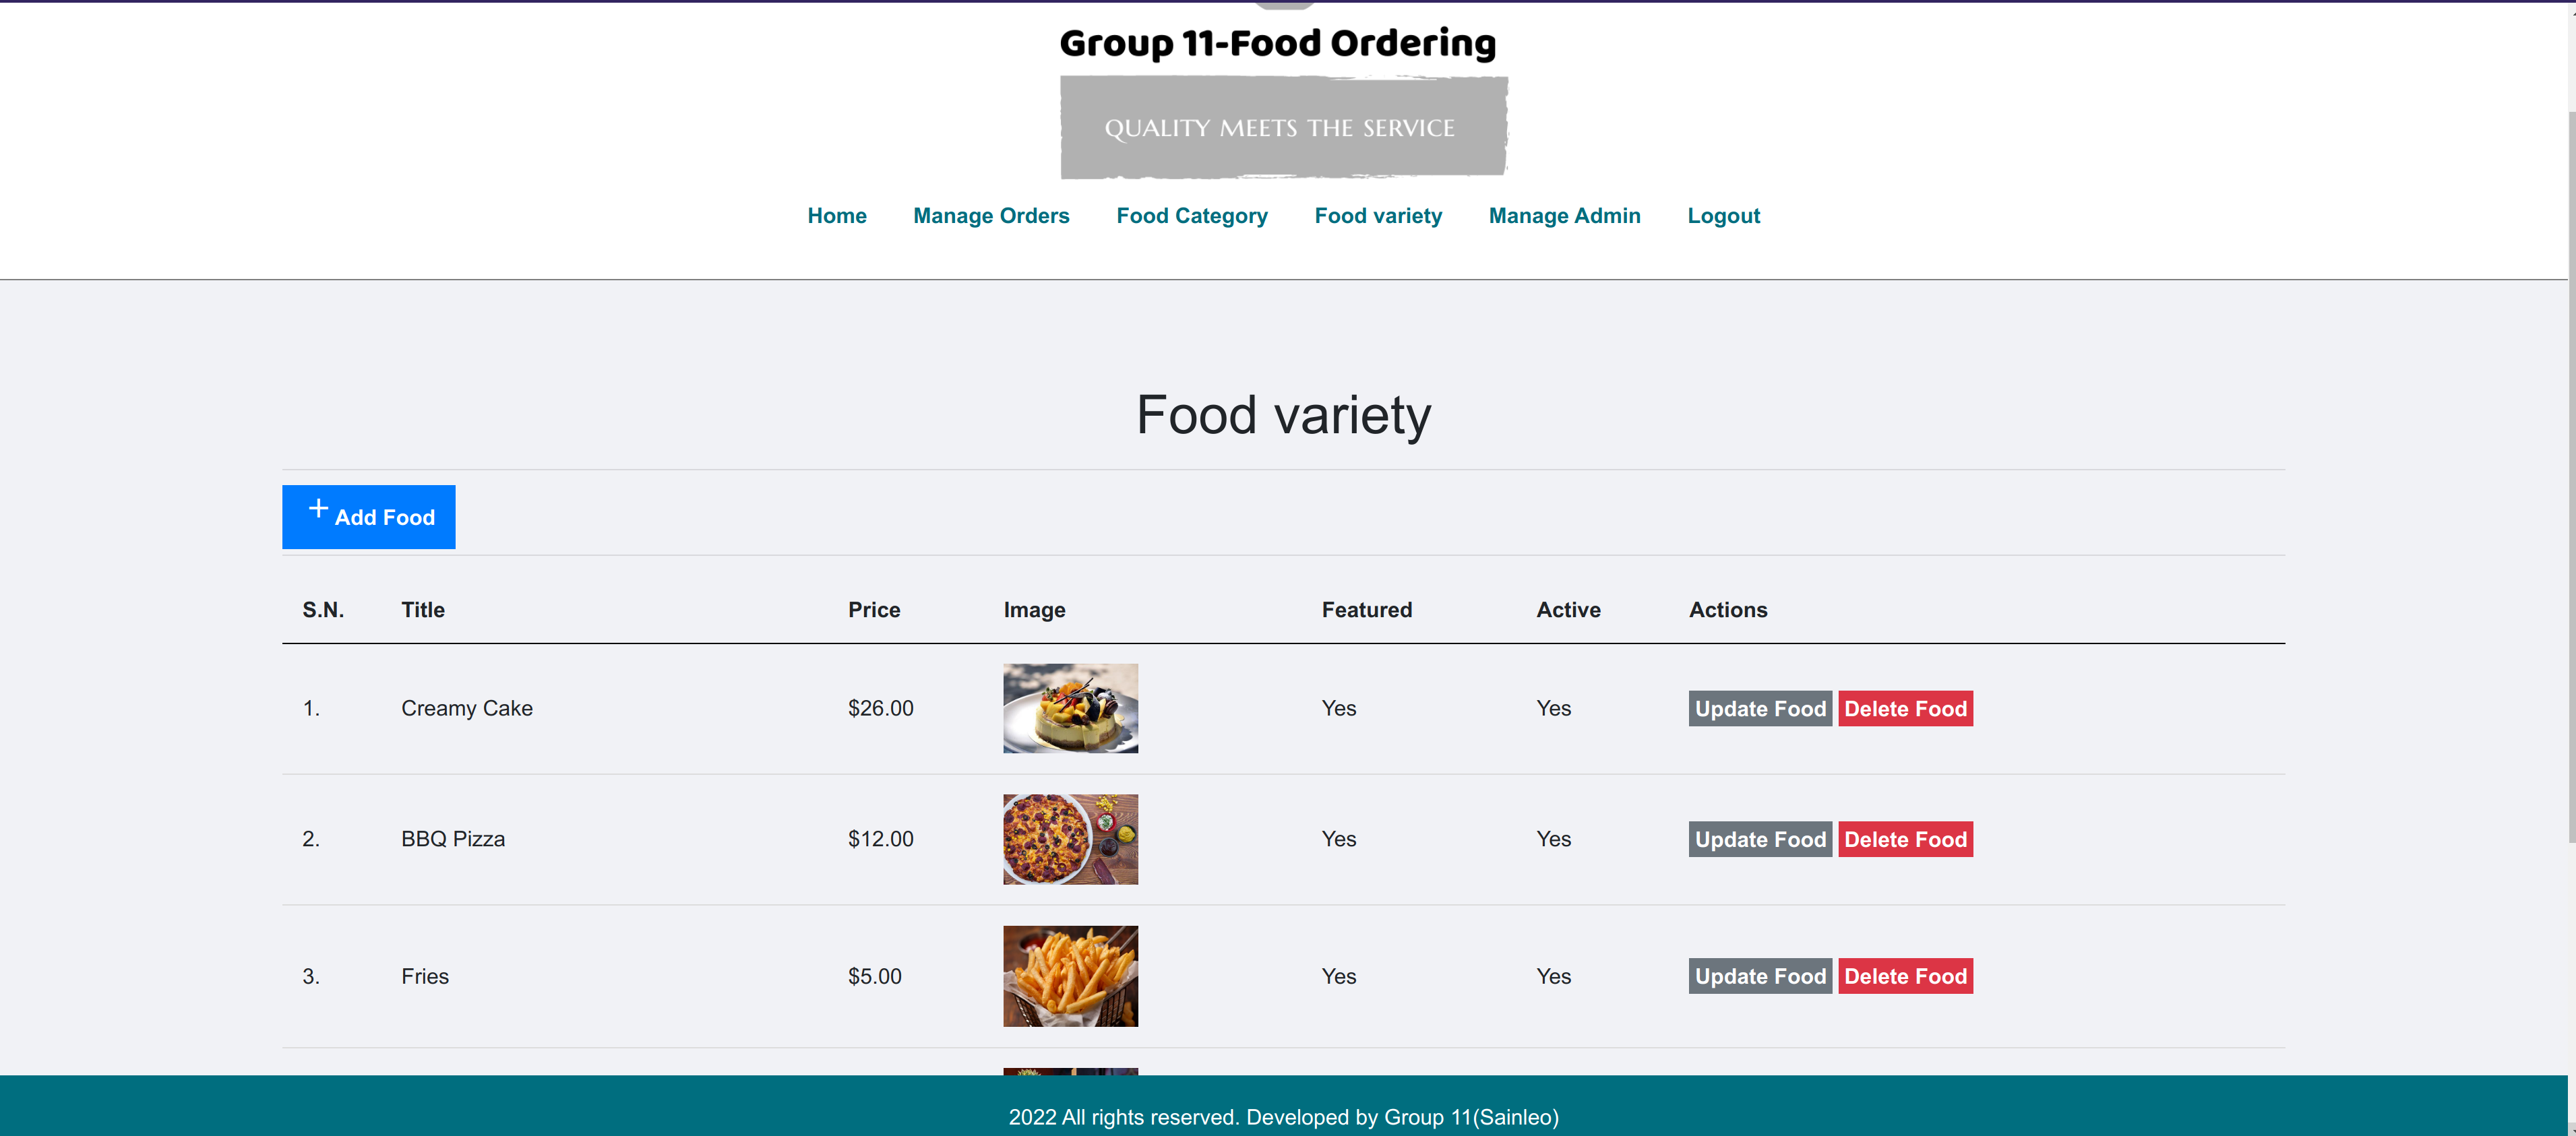 Group 11-Food Ordering
QUALITY MEETS THE SERVICE
Home Manage Orders Food Category Food variety Manage Admin Logout
Food variety
+ Add Food
S.N. Title Price Image Featured Active Actions
1. Creamy Cake $26.00 Yes Yes Update Food Delete Food
2. BBQ Pizza $12.00 Yes Yes Update Food Delete Food
3. Fries $5.00 Yes Yes Update Food Delete Food
2022 All rights reserved. Developed by Group 11(Sainleo)